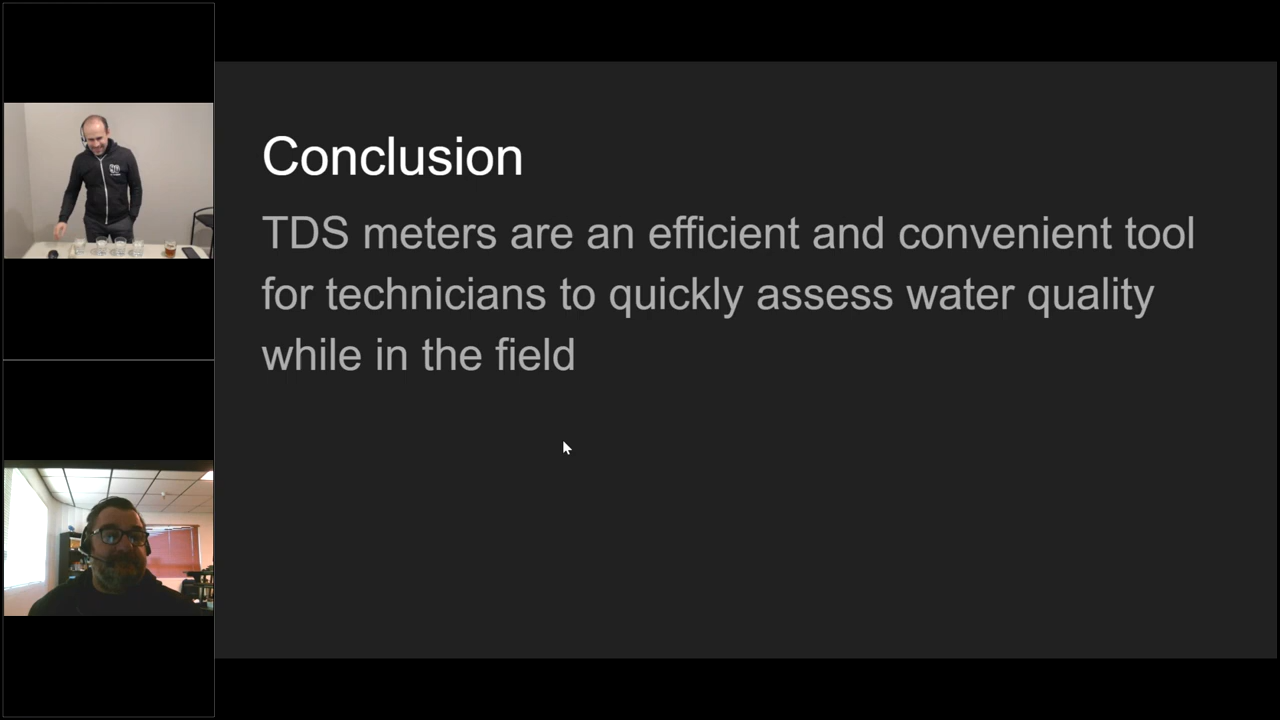 Conclusion
TDS meters are an efficient and convenient tool
for technicians to quickly assess water quality
while in the field